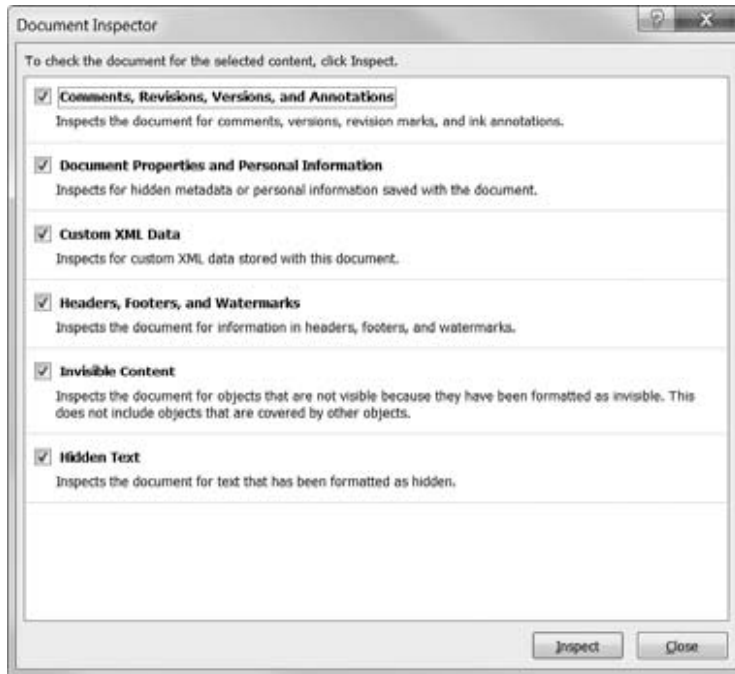 Document Inspector
To check the document for the selected content, click Inspect.
Comments, Revisions, Versions, and Annotations
Inspects the document for comments, versions, revision marks, and ink annotations.
Document Properties and Personal Information
Inspects for hidden metadata or personal information saved with the document.
Custom XML Data
Inspects for custom XML data stored with this document.
Headers, Footers, and Watermarks
Inspects the document for information in headers, footers, and watermarks.
Invisible Content
Inspects the document for objects that are not visible because they have been formatted as invisible. This
does not include objects that are covered by other objects.
Hidden Text
Inspects the document for text that has been formatted as hidden.
Inspect Close